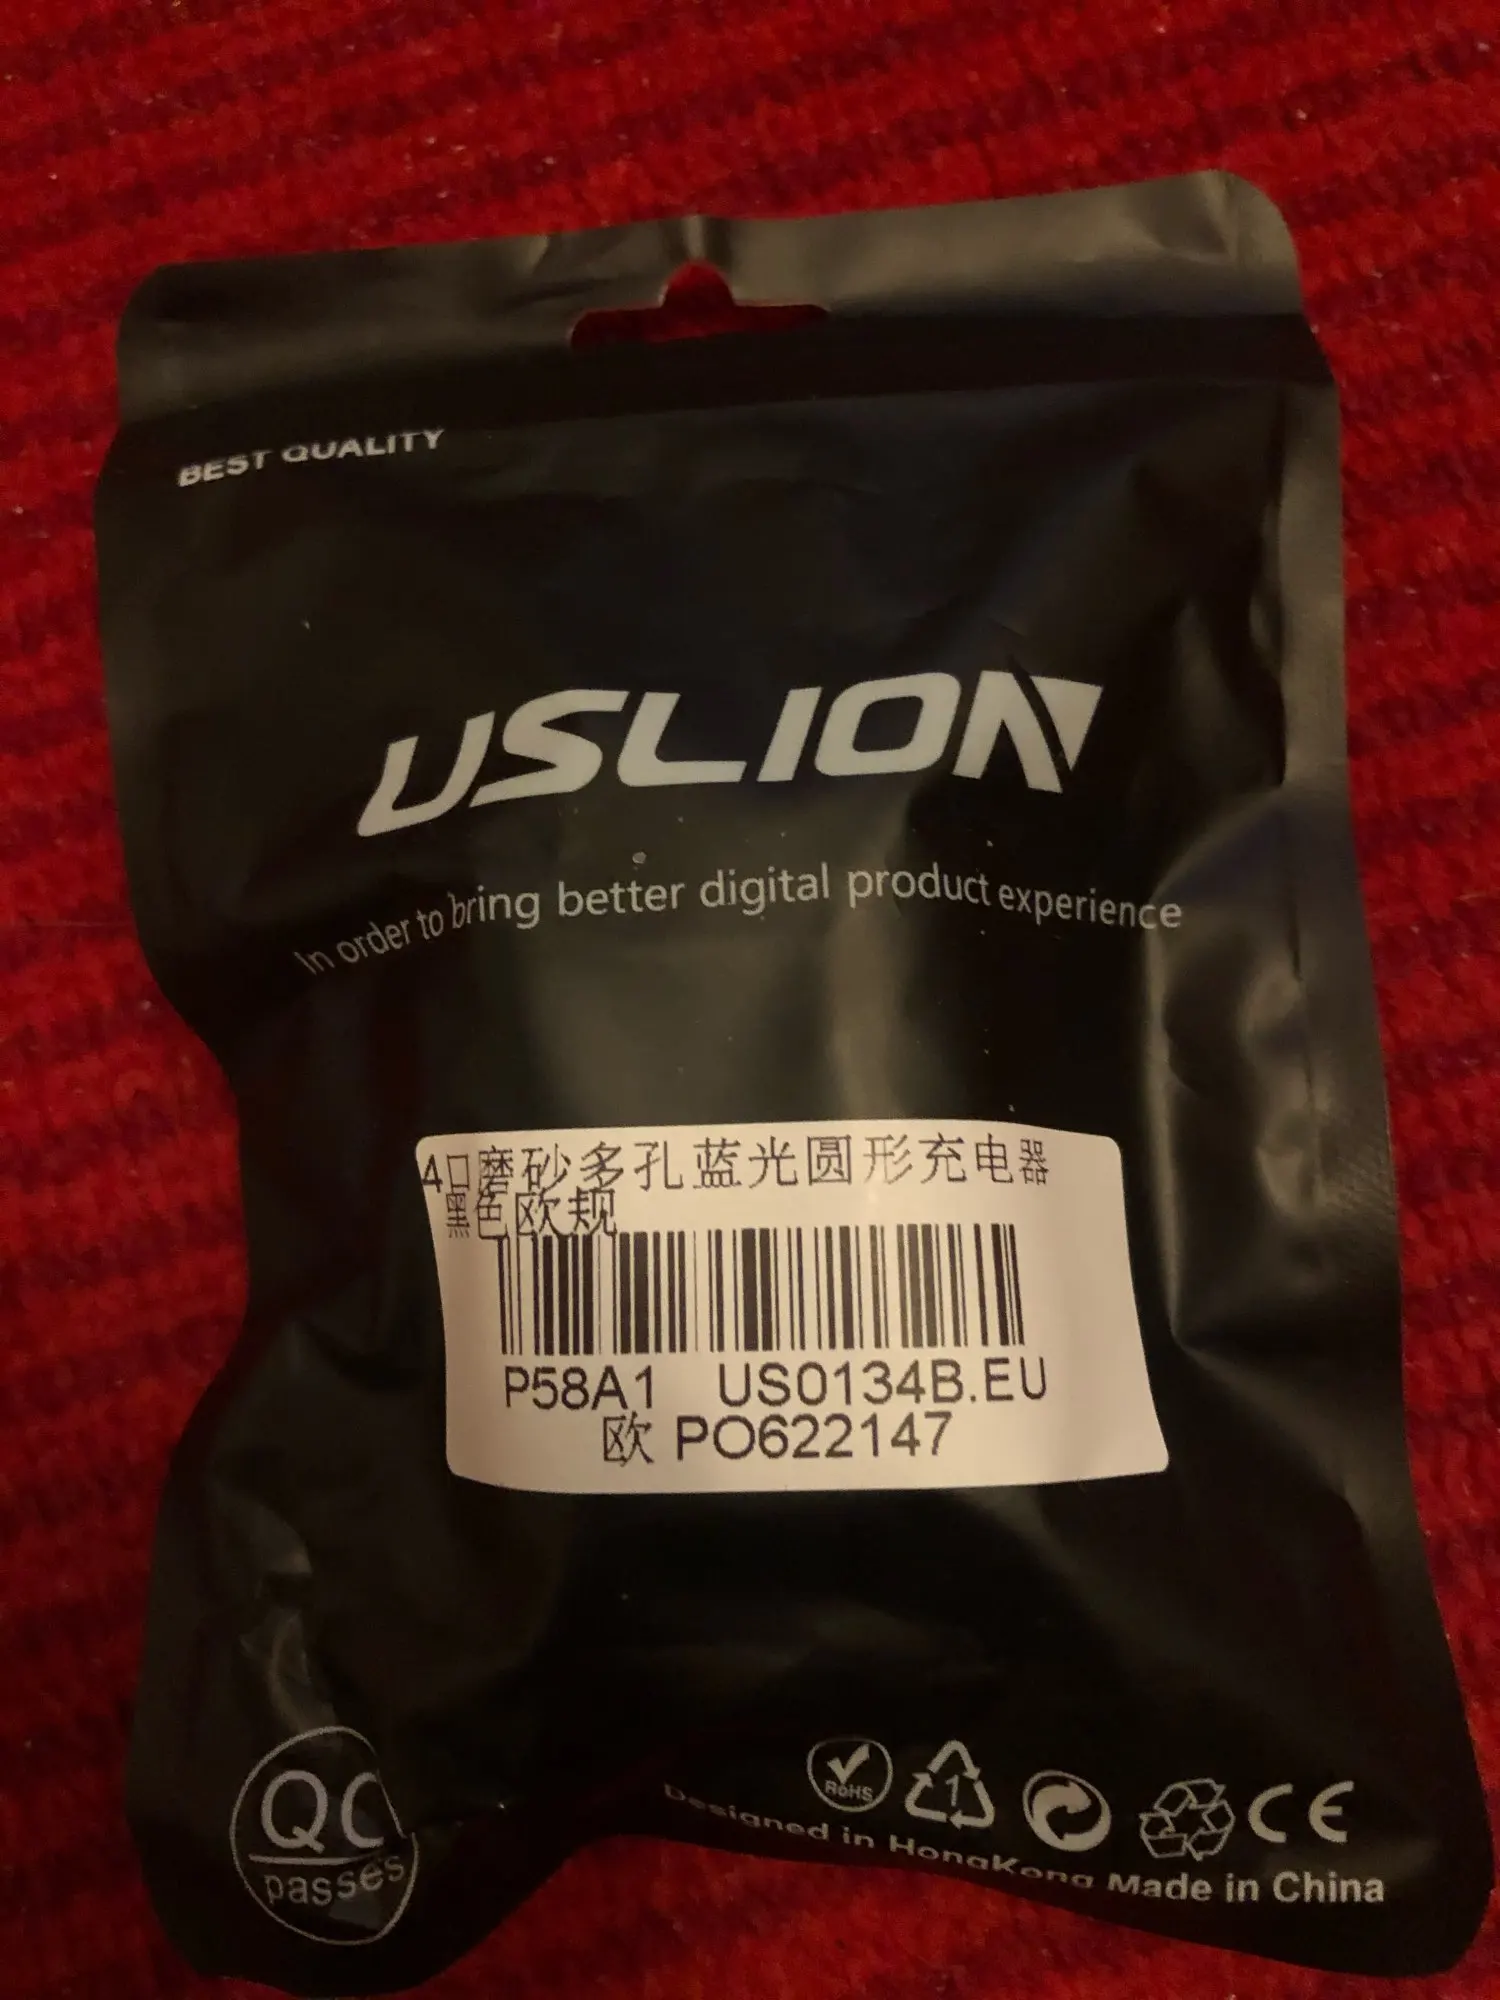 BEST QUALITY
USLION
In order to bring better digital product experience
4口磨砂多孔蓝光圆形充电器
黑色欧规
P58A1 US0134B.EU
欧 PO622147
QC
passes
RoHS
1
CE
Designed in HongKong Made in China